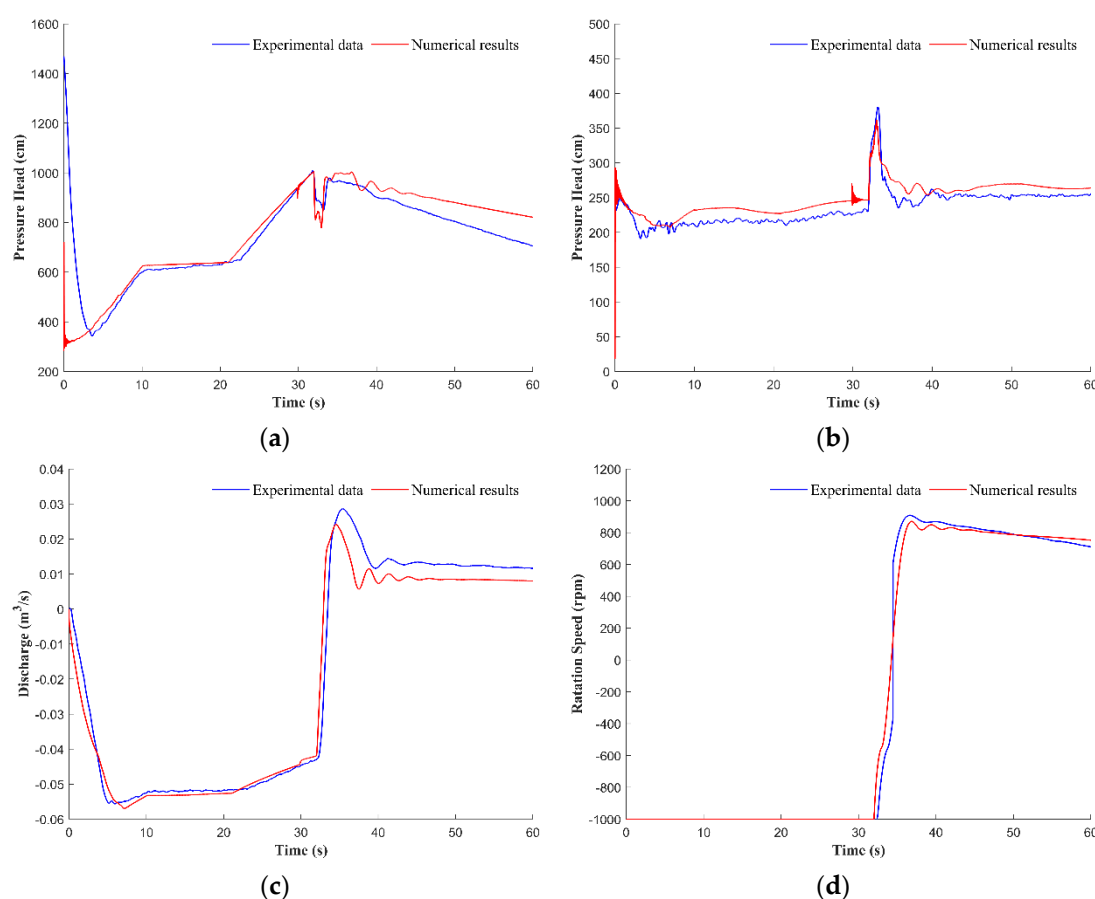 1600
1400
1200
1000
800
600
400
200
Pressure Head (cm)
Experimental data Numerical results
0 10 20 30 40 50 60
Time (s)
(a)
500
450
400
350
300
250
200
150
100
50
0
Pressure Head (cm)
Experimental data Numerical results
0 10 20 30 40 50 60
Time (s)
(b)
0.04
0.03
0.02
0.01
0
-0.01
-0.02
-0.03
-0.04
-0.05
-0.06
Discharge (m³/s)
Experimental data Numerical results
0 10 20 30 40 50 60
Time (s)
(c)
1200
1000
800
600
400
200
0
-200
-400
-600
-800
-1000
Ratation Speed (rpm)
Experimental data Numerical results
0 10 20 30 40 50 60
Time (s)
(d)